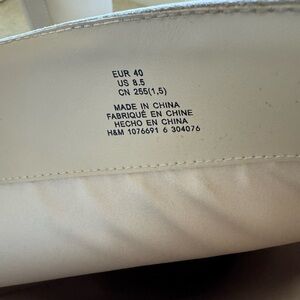 EUR 40
US 8.5
CN 255(1,5)
MADE IN CHINA
FABRIQUÉ EN CHINE
HECHO EN CHINA
H&M 1076691 6 304076